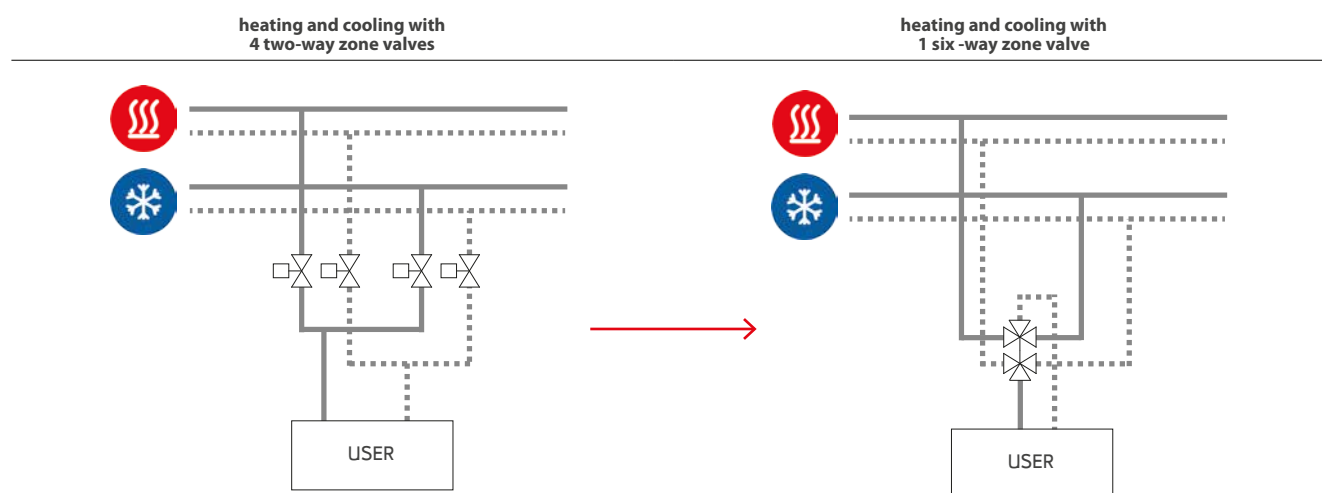 heating and cooling with
4 two-way zone valves
heating and cooling with
1 six -way zone valve
USER
USER